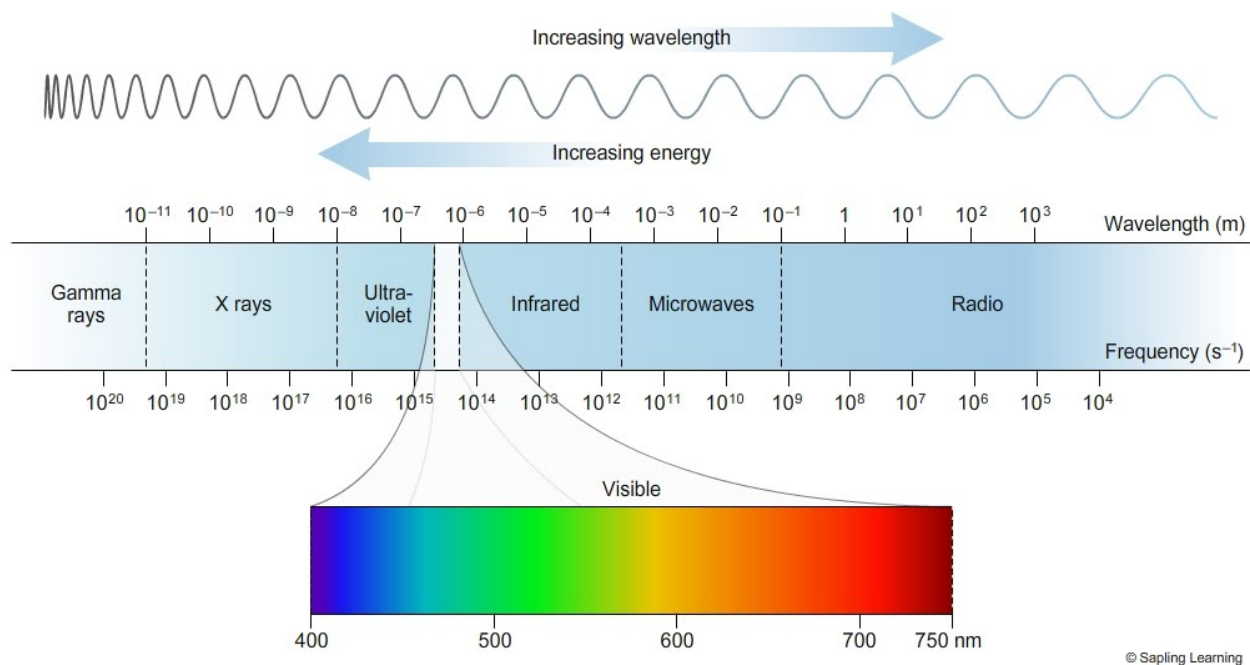 Increasing wavelength
Increasing energy
10⁻¹¹ 10⁻¹⁰ 10⁻⁹ 10⁻⁸ 10⁻⁷ 10⁻⁶ 10⁻⁵ 10⁻⁴ 10⁻³ 10⁻² 10⁻¹ 1 10¹ 10² 10³ Wavelength (m)
Gamma rays X rays Ultra-violet Infrared Microwaves Radio
Frequency (s⁻¹)
10²⁰ 10¹⁹ 10¹⁸ 10¹⁷ 10¹⁶ 10¹⁵ 10¹⁴ 10¹³ 10¹² 10¹¹ 10¹⁰ 10⁹ 10⁸ 10⁷ 10⁶ 10⁵ 10⁴
Visible
400 500 600 700 750 nm
© Sapling Learning